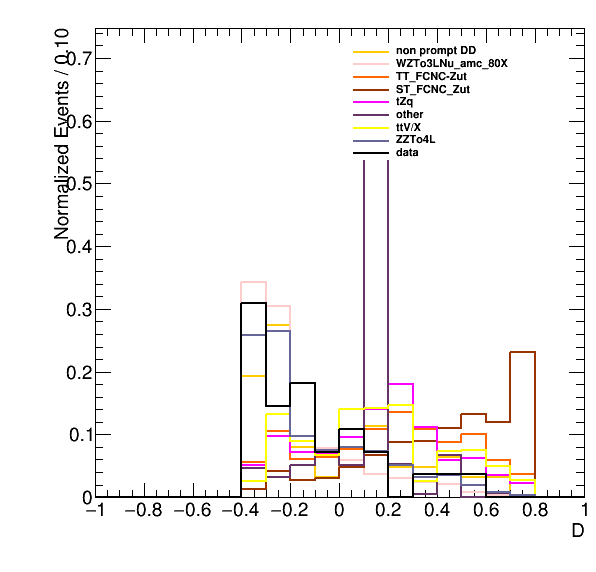 Normalized Events / 0.10
0.7
0.6
0.5
0.4
0.3
0.2
0.1
0
non prompt DD
WZTo3LNu_amc_80X
TT_FCNC-Zut
ST_FCNC_Zut
tZq
other
ttV/X
ZZTo4L
data
−1 −0.8 −0.6 −0.4 −0.2 0 0.2 0.4 0.6 0.8 1
D